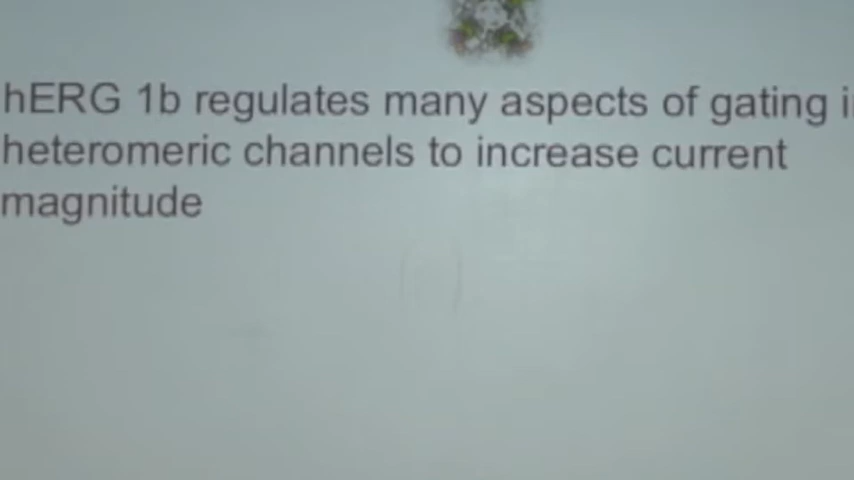 hERG 1b regulates many aspects of gating
heteromeric channels to increase current
magnitude